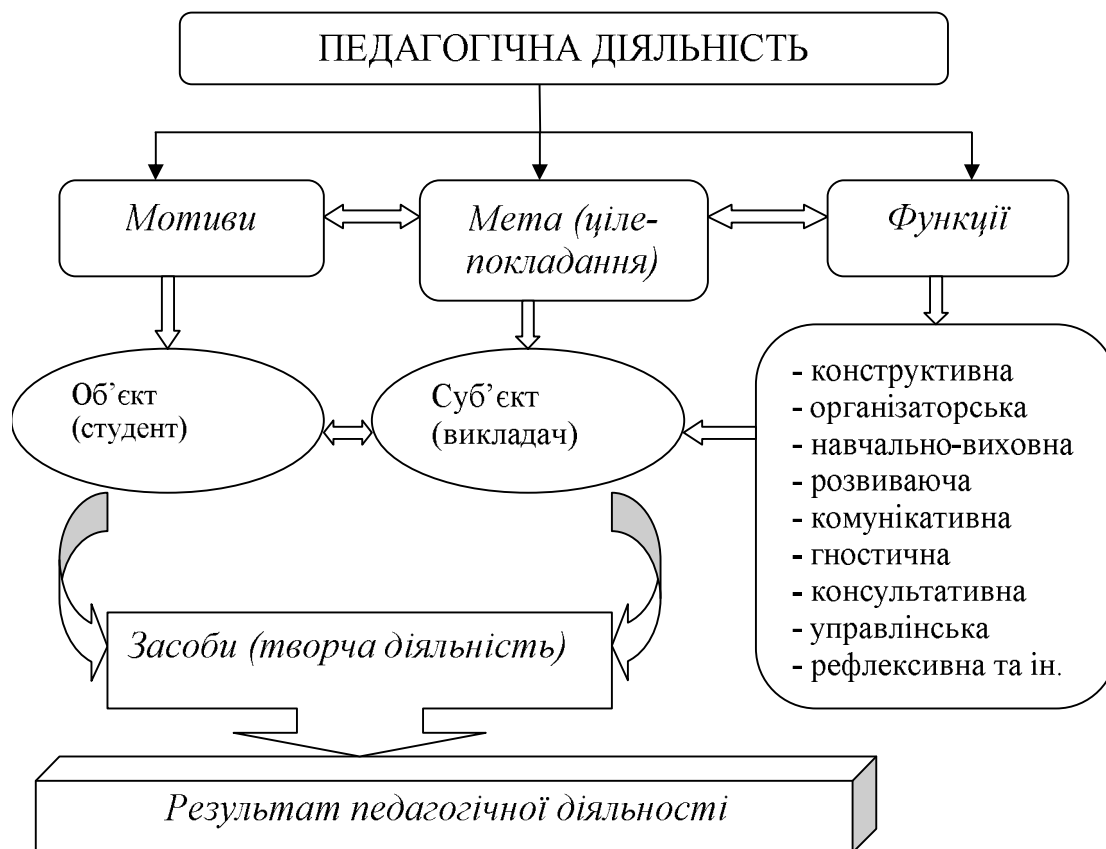 ПЕДАГОГІЧНА ДІЯЛЬНІСТЬ
Мотиви
Мета (ціле-
покладання)
Функції
Об’єкт
(студент)
Суб’єкт
(викладач)
- конструктивна
- організаторська
- навчально-виховна
- розвиваюча
- комунікативна
- гностична
- консультативна
- управлінська
- рефлексивна та ін.
Засоби (творча діяльність)
Результат педагогічної діяльності